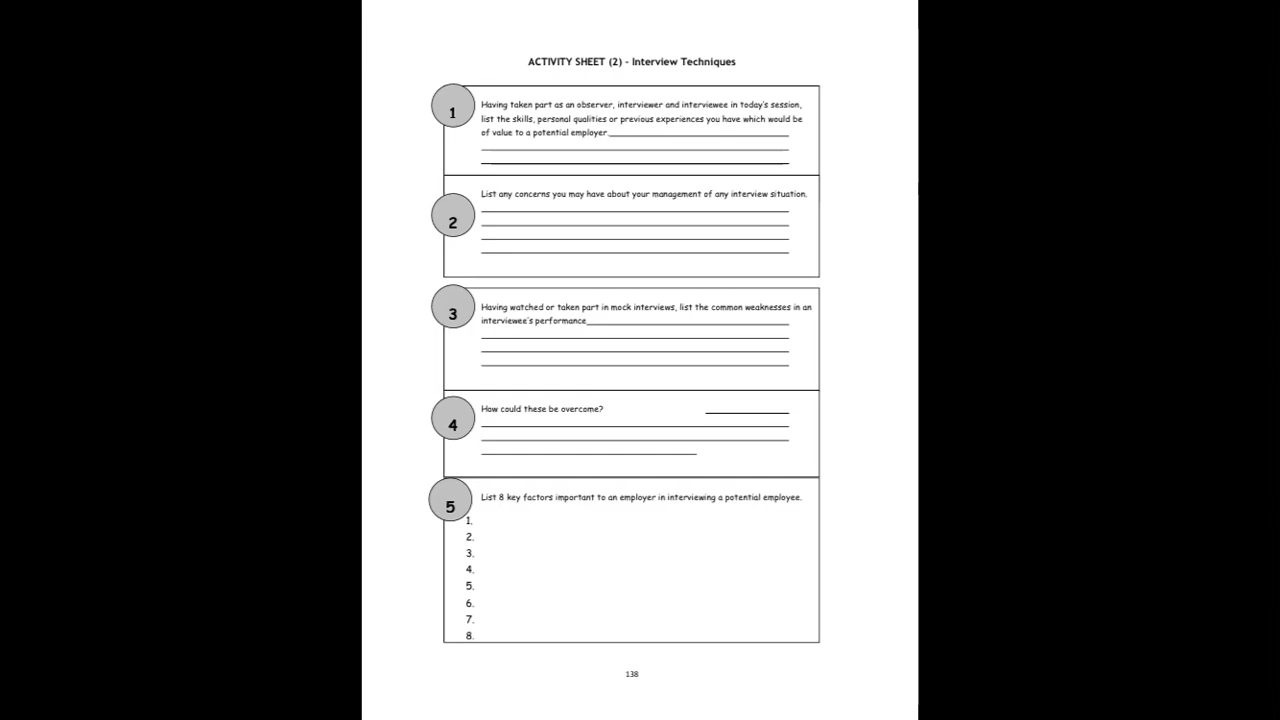 ACTIVITY SHEET (2) - Interview Techniques
1
Having taken part as an observer, interviewer and interviewee in today's session,
list the skills, personal qualities or previous experiences you have which would be
of value to a potential employer.
2
List any concerns you may have about your management of any interview situation.
3
Having watched or taken part in mock interviews, list the common weaknesses in an
interviewee's performance
4
How could these be overcome?
5
List 8 key factors important to an employer in interviewing a potential employee.
1.
2.
3.
4.
5.
6.
7.
8.
138